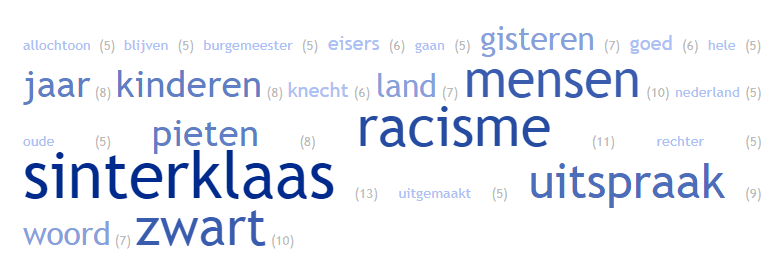 allochtoon (5) blijven (5) burgemeester (5) eisers (6) gaan (5) gisteren (7) goed (6) hele (5)
jaar (8) kinderen (8) knecht (6) land (7) mensen (10) nederland (5)
oude (5) pieten (8) racisme (11) rechter (5)
sinterklaas (13) uitgemaakt (5) uitspraak (9)
woord (7) zwart (10)